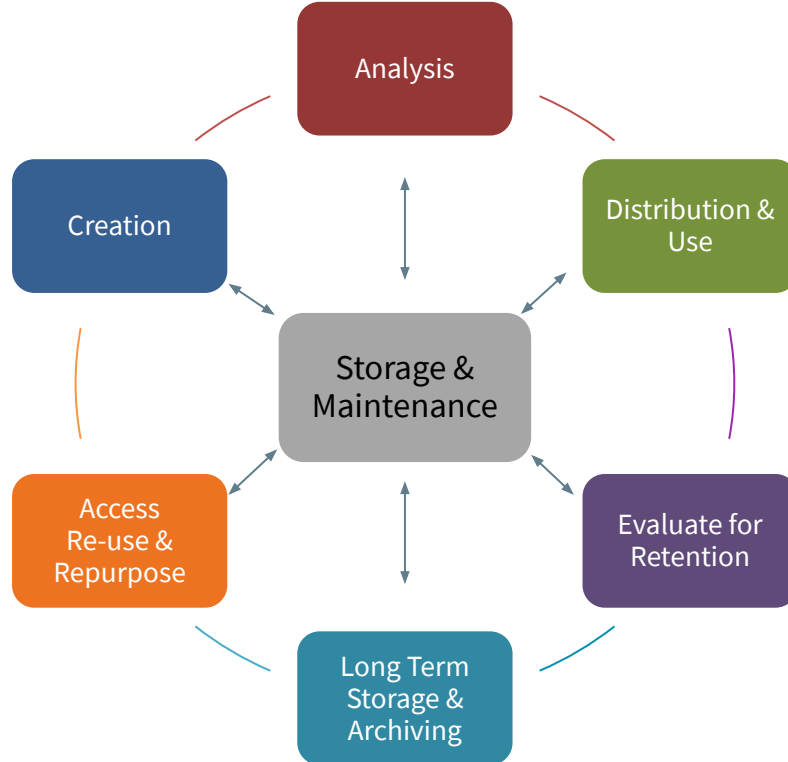 Analysis
Creation
Distribution &
Use
Storage &
Maintenance
Access
Re-use &
Repurpose
Evaluate for
Retention
Long Term
Storage &
Archiving